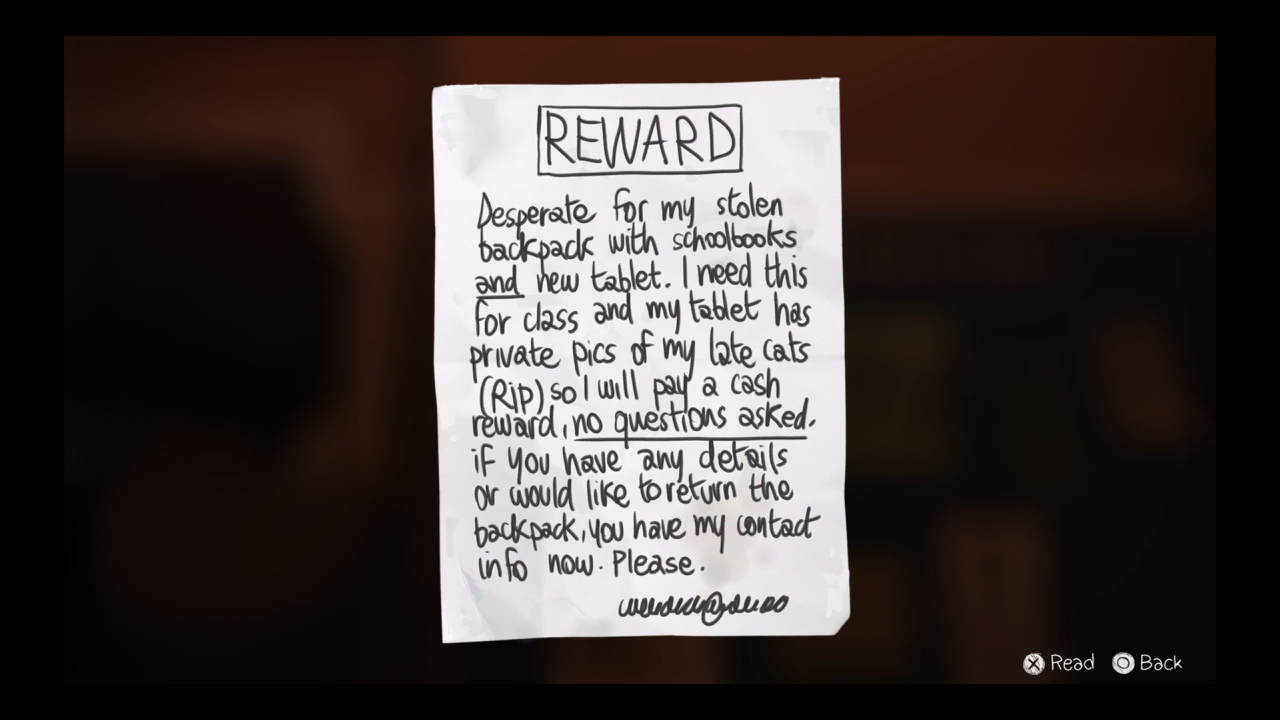 REWARD
Desperate for my stolen
backpack with schoolbooks
and new tablet. I need this
for class and my tablet has
private pics of my late cats
(RiP) so I will pay a cash
reward, no questions asked.
if you have any details
or would like to return the
backpack, you have my contact
info now. Please.
Read Back